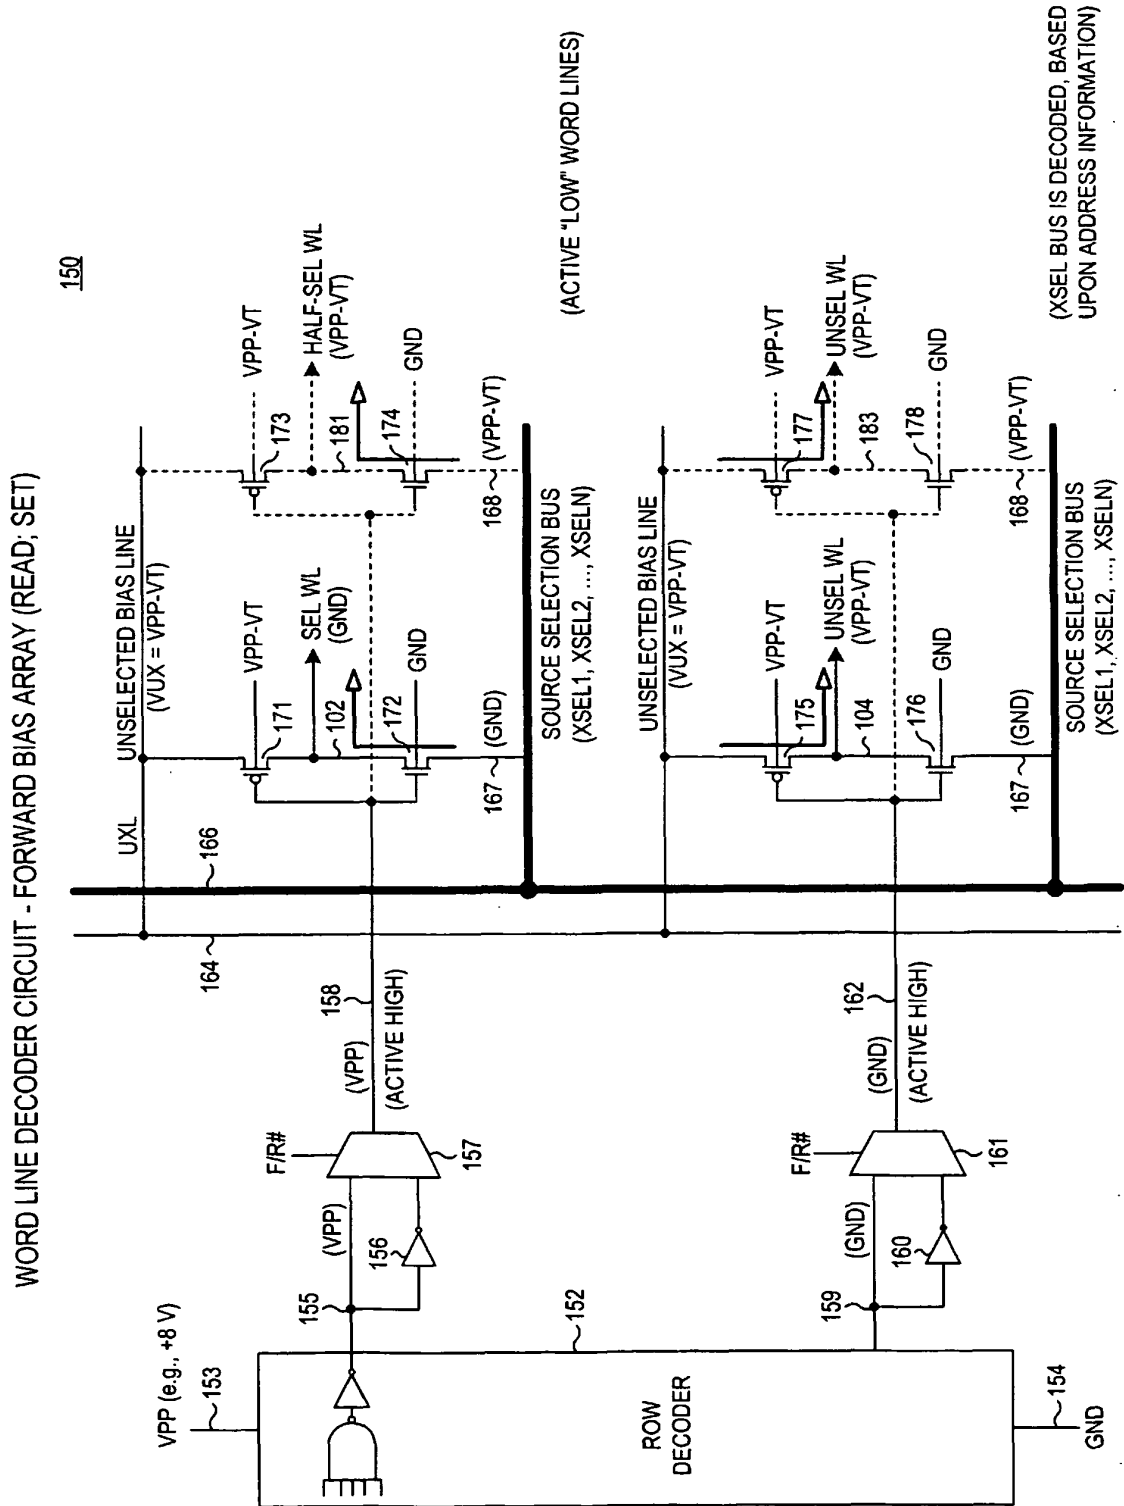 WORD LINE DECODER CIRCUIT - FORWARD BIAS ARRAY (READ; SET)
150
VPP (e.g., +8 V)
153
ROW
DECODER
152
154
GND
155
(VPP)
156
F/R#
157
(VPP)
158
(ACTIVE HIGH)
159
(GND)
160
F/R#
161
(GND)
162
(ACTIVE HIGH)
164
166
UXL
UNSELECTED BIAS LINE
(VUX = VPP-VT)
VPP-VT
171
SEL WL
(GND)
102
172
GND
167
(GND)
VPP-VT
173
HALF-SEL WL
(VPP-VT)
181
174
GND
168
(VPP-VT)
SOURCE SELECTION BUS
(XSEL1, XSEL2, ..., XSELN)
(ACTIVE "LOW" WORD LINES)
UNSELECTED BIAS LINE
(VUX = VPP-VT)
VPP-VT
175
UNSEL WL
(VPP-VT)
104
176
GND
167
(GND)
VPP-VT
177
UNSEL WL
(VPP-VT)
183
178
GND
168
(VPP-VT)
SOURCE SELECTION BUS
(XSEL1, XSEL2, ..., XSELN)
(XSEL BUS IS DECODED, BASED
UPON ADDRESS INFORMATION)